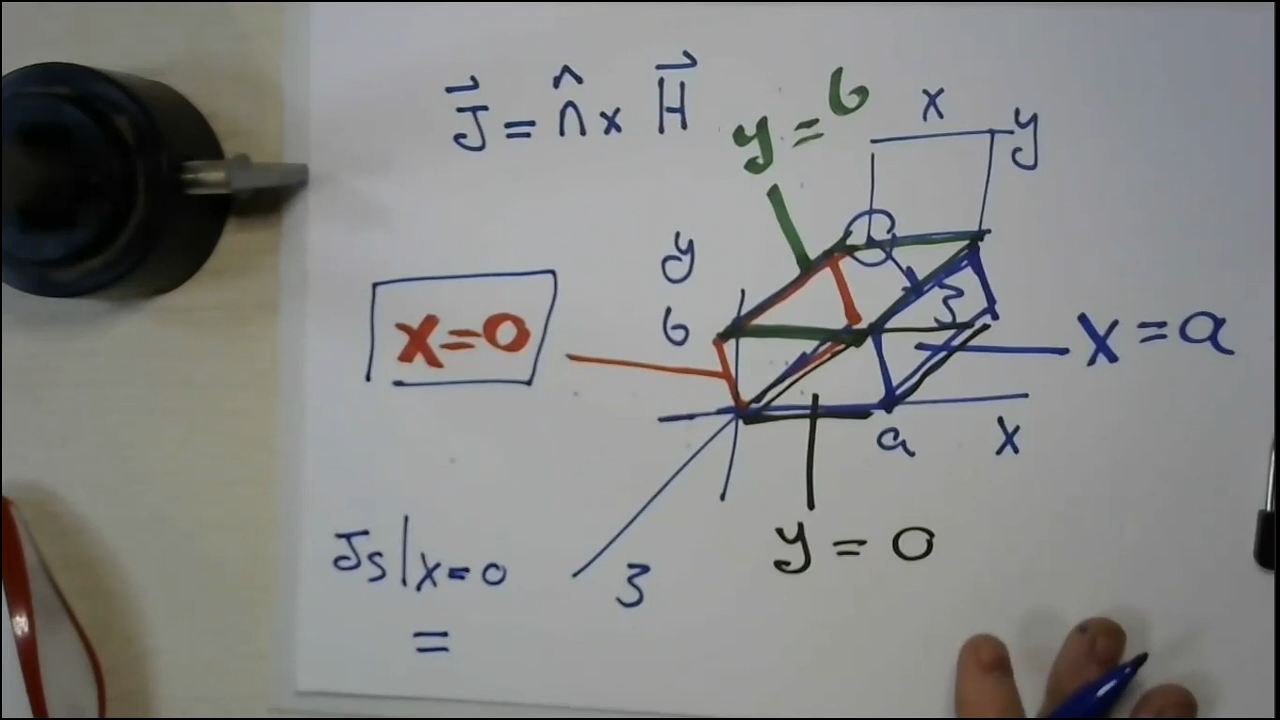 J⃗ = n̂ x H⃗
y = b
x
y
y
b
x=0
z
x = a
a
x
y = 0
Js|x=0
=
z